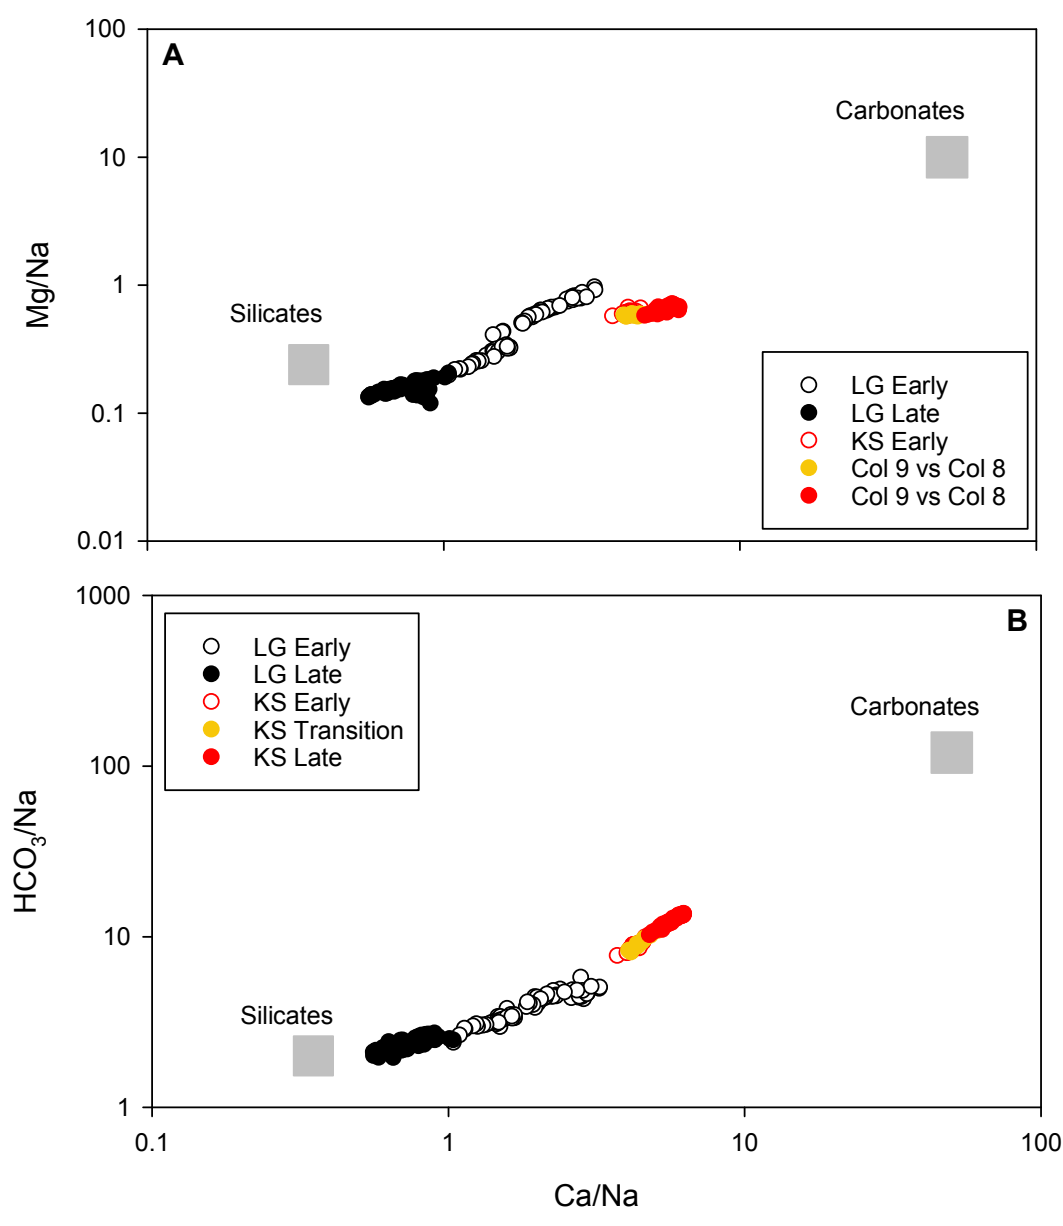 100
A
Carbonates
10
Mg/Na
1
Silicates
0.1
LG Early
LG Late
KS Early
Col 9 vs Col 8
Col 9 vs Col 8
0.01
1000
B
LG Early
LG Late
KS Early
KS Transition
KS Late
Carbonates
100
HCO3/Na
10
Silicates
1
0.1 1 10 100
Ca/Na